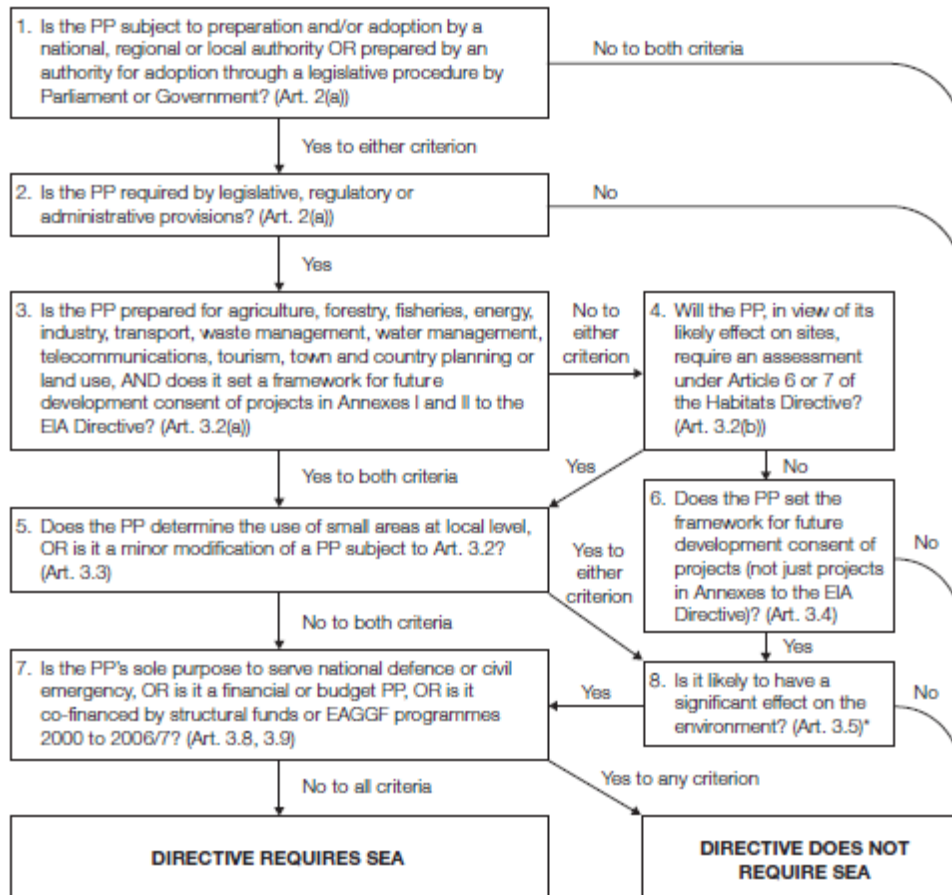 1. Is the PP subject to preparation and/or adoption by a
national, regional or local authority OR prepared by an
authority for adoption through a legislative procedure by
Parliament or Government? (Art. 2(a))
No to both criteria
Yes to either criterion
2. Is the PP required by legislative, regulatory or
administrative provisions? (Art. 2(a))
No
Yes
3. Is the PP prepared for agriculture, forestry, fisheries, energy,
industry, transport, waste management, water management,
telecommunications, tourism, town and country planning or
land use, AND does it set a framework for future
development consent of projects in Annexes I and II to the
EIA Directive? (Art. 3.2(a))
No to
either
criterion
4. Will the PP, in view of its
likely effect on sites,
require an assessment
under Article 6 or 7 of
the Habitats Directive?
(Art. 3.2(b))
Yes to both criteria
Yes
No
5. Does the PP determine the use of small areas at local level,
OR is it a minor modification of a PP subject to Art. 3.2?
(Art. 3.3)
Yes to
either
criterion
6. Does the PP set the
framework for future
development consent of
projects (not just projects
in Annexes to the EIA
Directive)? (Art. 3.4)
No
No to both criteria
Yes
7. Is the PP's sole purpose to serve national defence or civil
emergency, OR is it a financial or budget PP, OR is it
co-financed by structural funds or EAGGF programmes
2000 to 2006/7? (Art. 3.8, 3.9)
Yes
8. Is it likely to have a
significant effect on the
environment? (Art. 3.5)*
No
No to all criteria
Yes to any criterion
DIRECTIVE REQUIRES SEA
DIRECTIVE DOES NOT
REQUIRE SEA